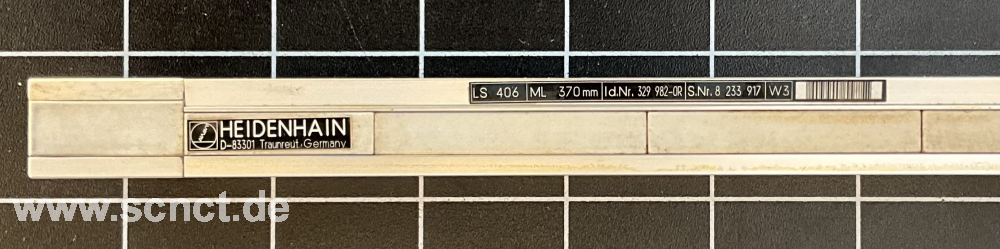 LS 406 ML 370 mm Id.Nr. 329 982-0R S.Nr. 8 233 917 W3
HEIDENHAIN
D-83301 Traunreut, Germany
www.scnct.de